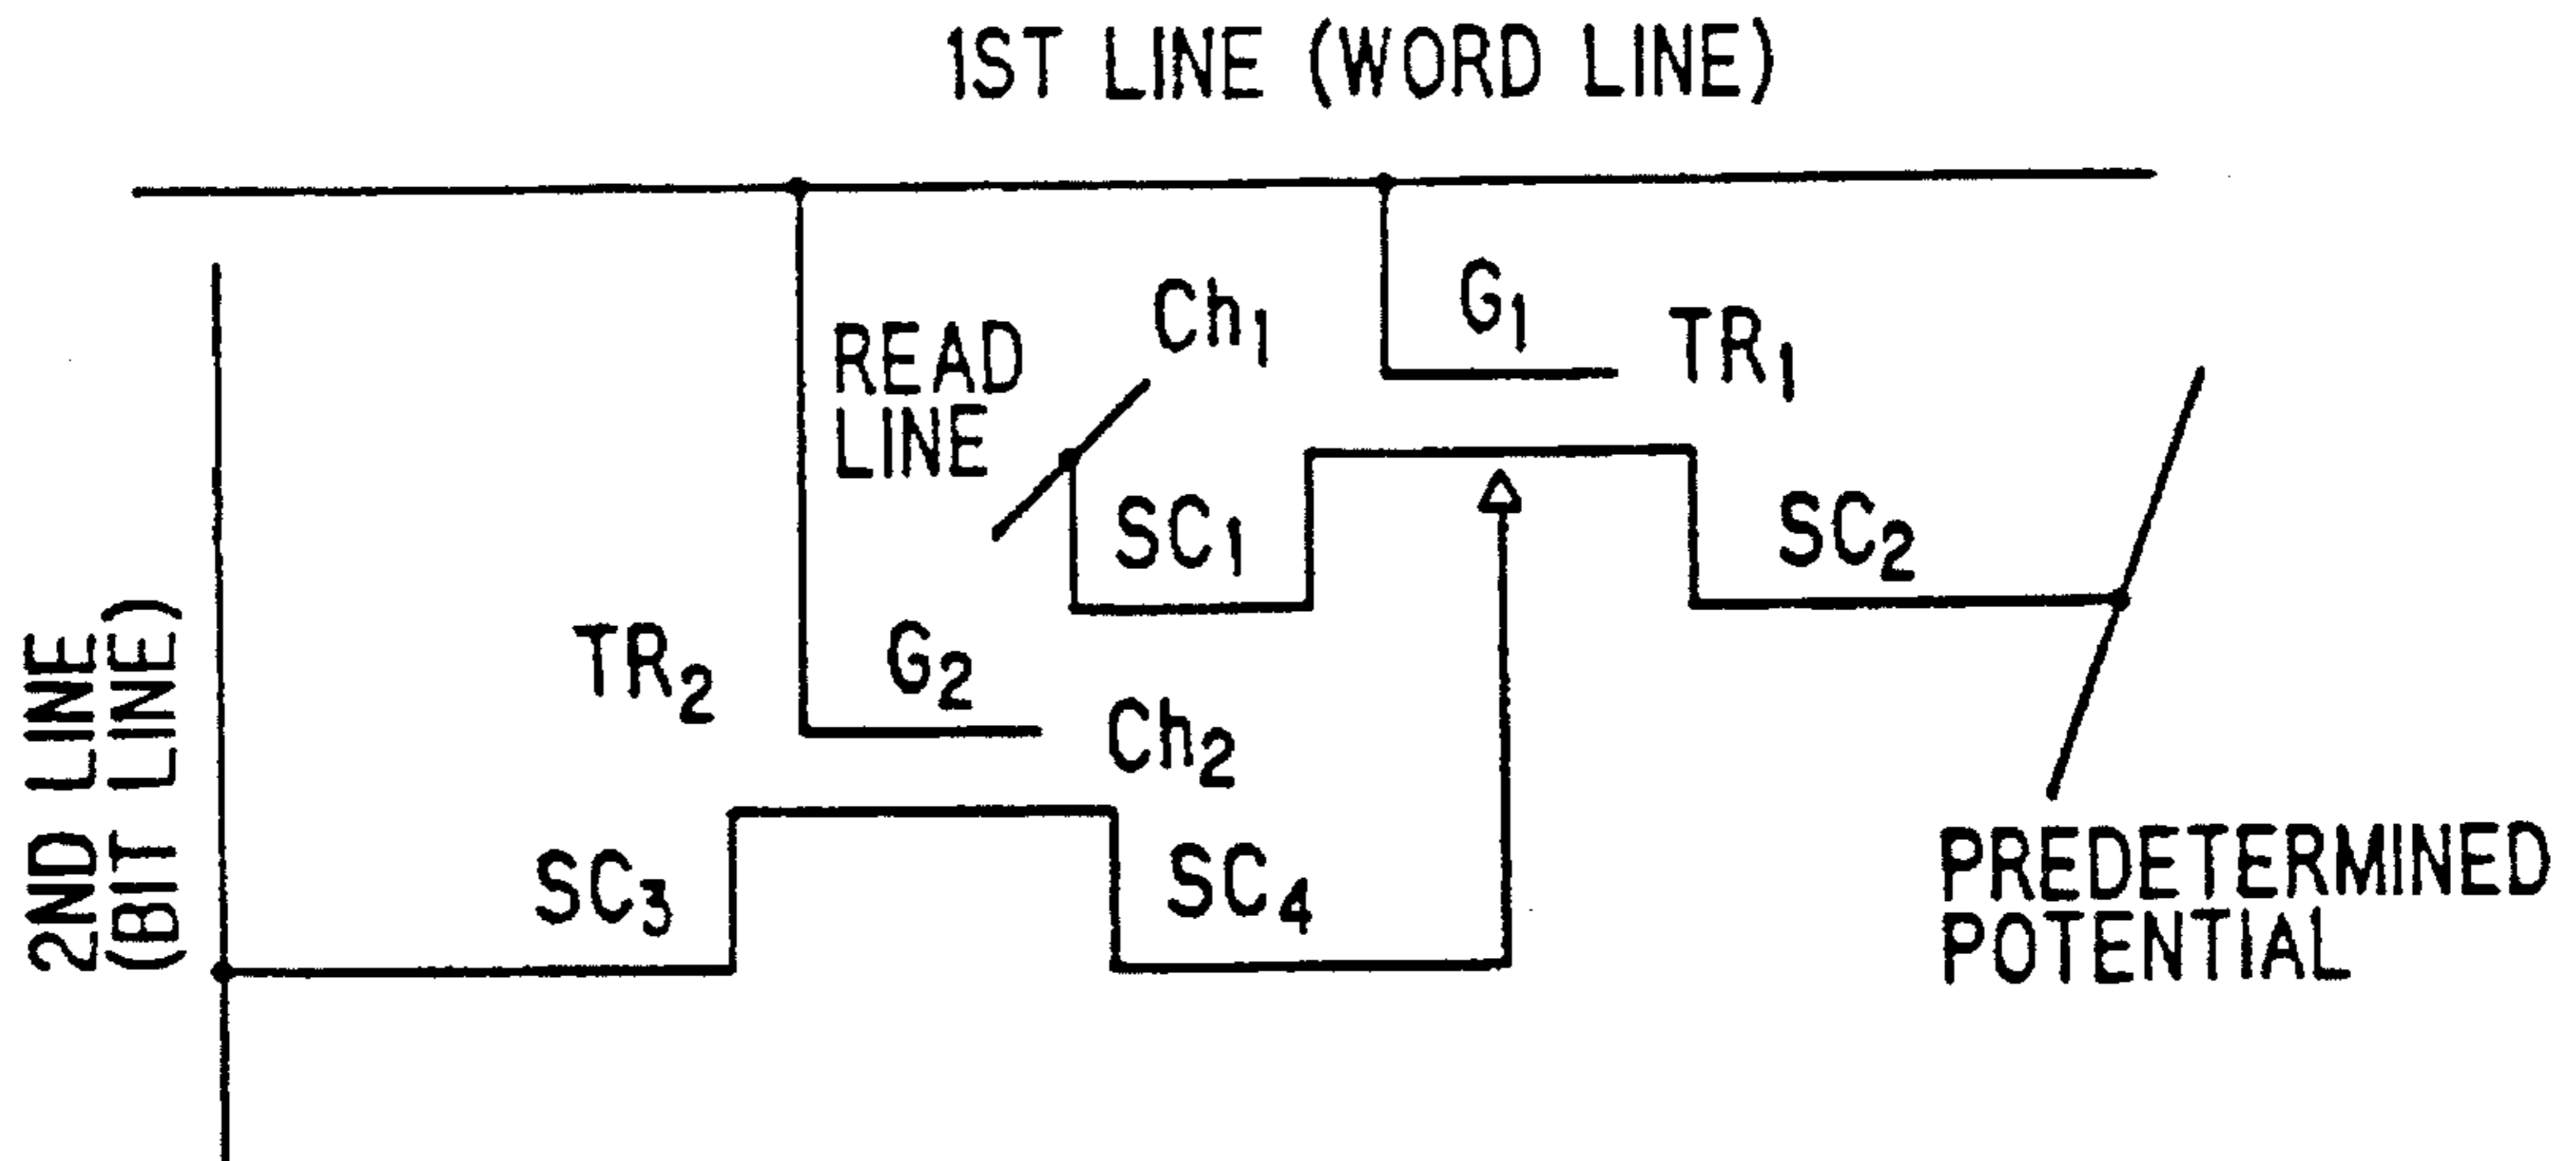 1ST LINE (WORD LINE)
Ch₁
G₁
TR₁
READ
LINE
SC₁
SC₂
TR₂
G₂
Ch₂
2ND LINE
(BIT LINE)
SC₃
SC₄
PREDETERMINED
POTENTIAL